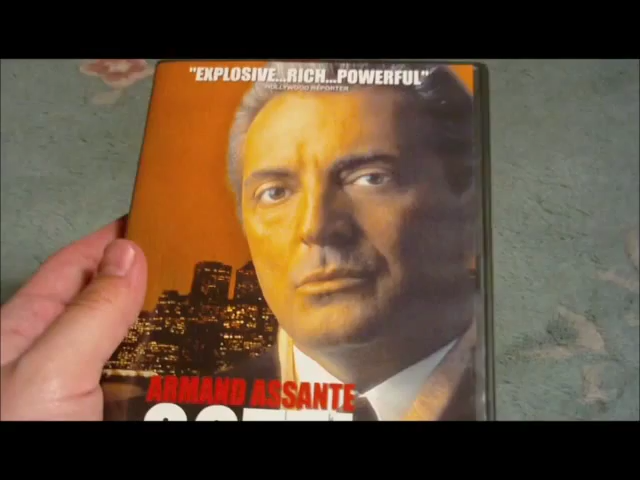 "EXPLOSIVE...RICH...POWERFUL"
HOLLYWOOD REPORTER
ARMAND ASSANTE